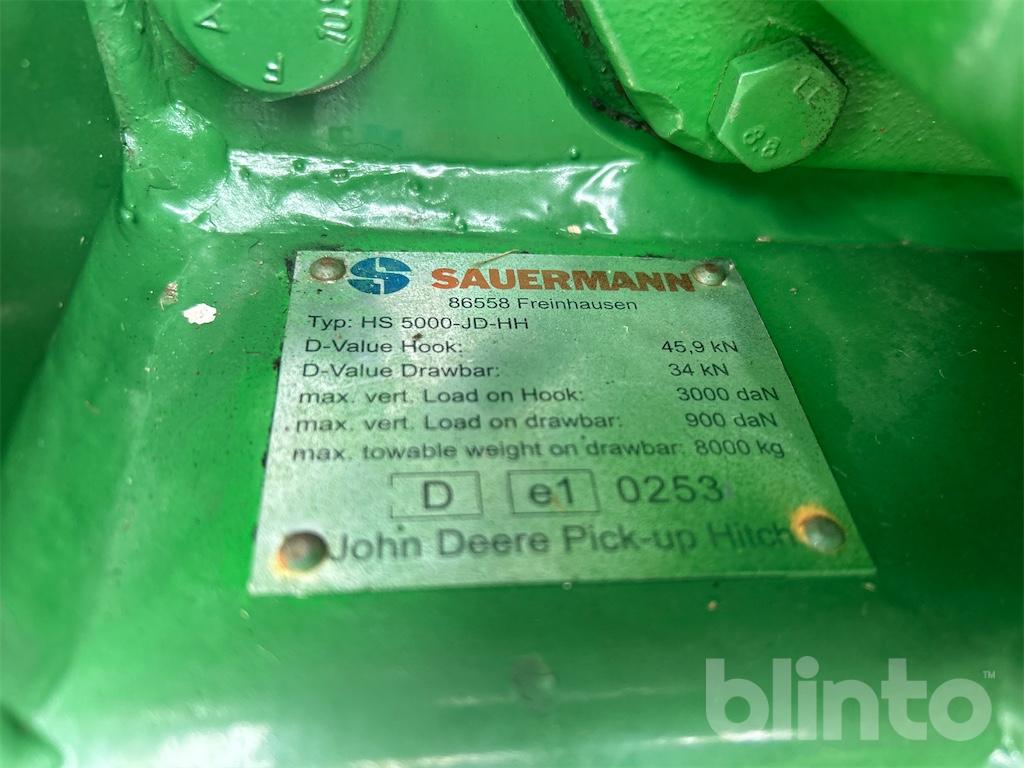 SAUERMANN
86558 Freinhausen
Typ: HS 5000-JD-HH
D-Value Hook: 45,9 kN
D-Value Drawbar: 34 kN
max. vert. Load on Hook: 3000 daN
max. vert. Load on drawbar: 900 daN
max. towable weight on drawbar: 8000 kg
D e1 0253
John Deere Pick-up Hitch
8.8
blinto™